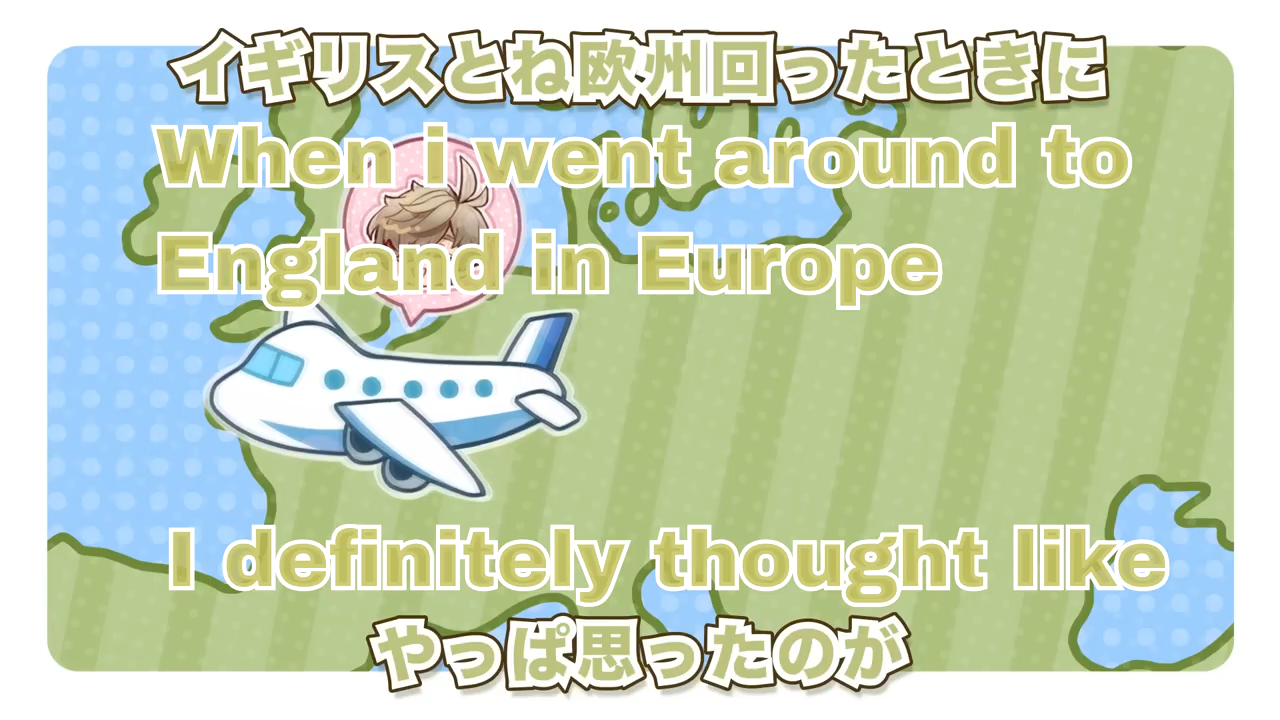 イギリスとね欧州回ったときに
When i went around to
England in Europe
I definitely thought like
やっぱ思ったのが